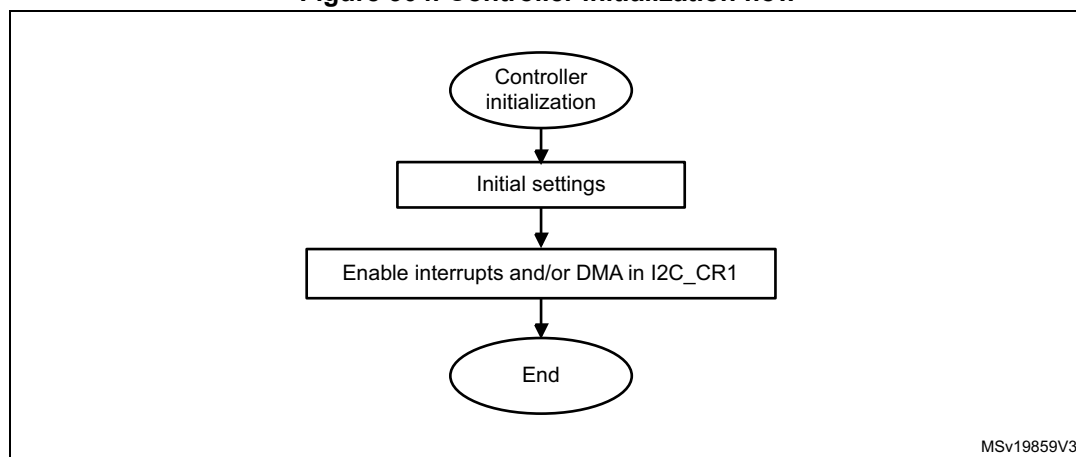 Controller
initialization
Initial settings
Enable interrupts and/or DMA in I2C_CR1
End
MSv19859V3